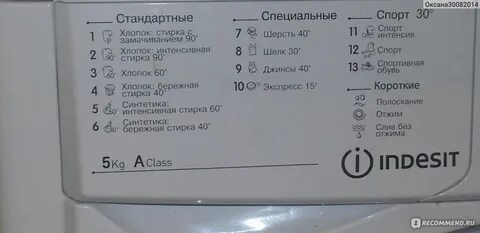 Оксана30082014
Стандартные
1 Хлопок: стирка с
замачиванием 90°
2 Хлопок: интенсивная
стирка 90°
3 Хлопок 60°
4 Хлопок: бережная
стирка 40°
5 Синтетика:
интенсивная стирка 60°
6 Синтетика:
бережная стирка 40°
Специальные
7 Шерсть 40°
8 Шелк 30°
9 Джинсы 40°
10 Экспресс 15'
Спорт 30°
11 Спорт
интенсив
12 Спорт
13 Спортивная
обувь
Короткие
Полоскание
Отжим
Слив без
отжима
5Kg A Class
INDESIT
RECOMMEND.RU